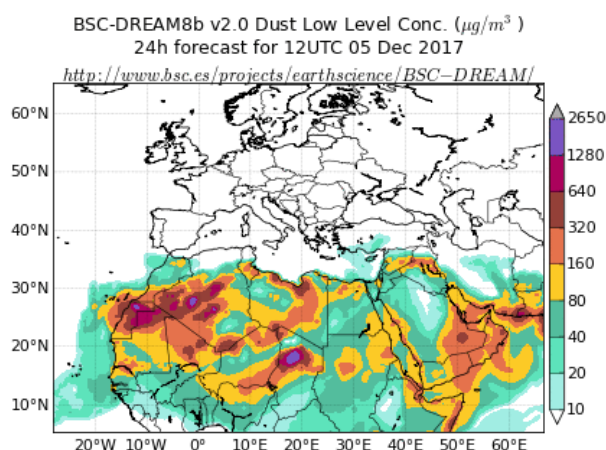 BSC-DREAM8b v2.0 Dust Low Level Conc. (μg/m³ )
24h forecast for 12UTC 05 Dec 2017
http://www.bsc.es/projects/earthscience/BSC−DREAM/
60°N
50°N
40°N
30°N
20°N
10°N
20°W 10°W 0° 10°E 20°E 30°E 40°E 50°E 60°E
2650
1280
640
320
160
80
40
20
10